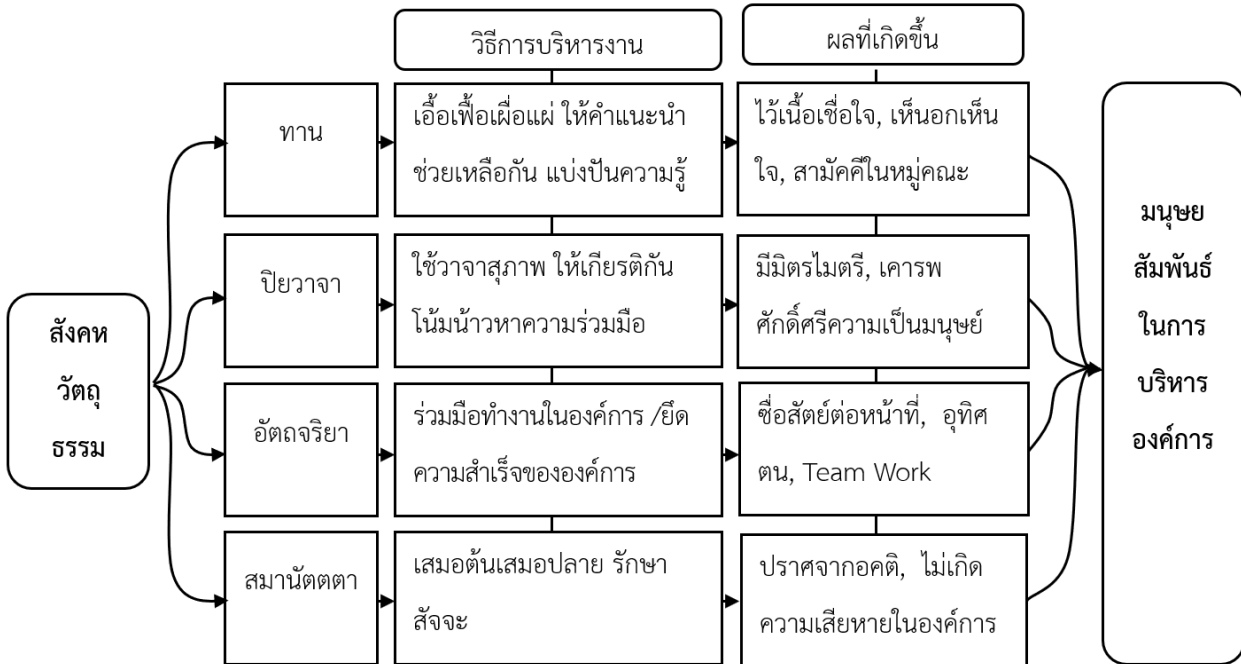 วิธีการบริหารงาน
ผลที่เกิดขึ้น
สังคห
วัตถุ
ธรรม
ทาน
เอื้อเฟื้อเผื่อแผ่ ให้คำแนะนำ
ช่วยเหลือกัน แบ่งปันความรู้
ไว้เนื้อเชื่อใจ, เห็นอกเห็น
ใจ, สามัคคีในหมู่คณะ
ปิยวาจา
ใช้วาจาสุภาพ ให้เกียรติกัน
โน้มน้าวหาความร่วมมือ
มีมิตรไมตรี, เคารพ
ศักดิ์ศรีความเป็นมนุษย์
อัตถจริยา
ร่วมมือทำงานในองค์การ /ยึด
ความสำเร็จขององค์การ
ซื่อสัตย์ต่อหน้าที่, อุทิศ
ตน, Team Work
สมานัตตตา
เสมอต้นเสมอปลาย รักษา
สัจจะ
ปราศจากอคติ, ไม่เกิด
ความเสียหายในองค์การ
มนุษย
สัมพันธ์
ในการ
บริหาร
องค์การ